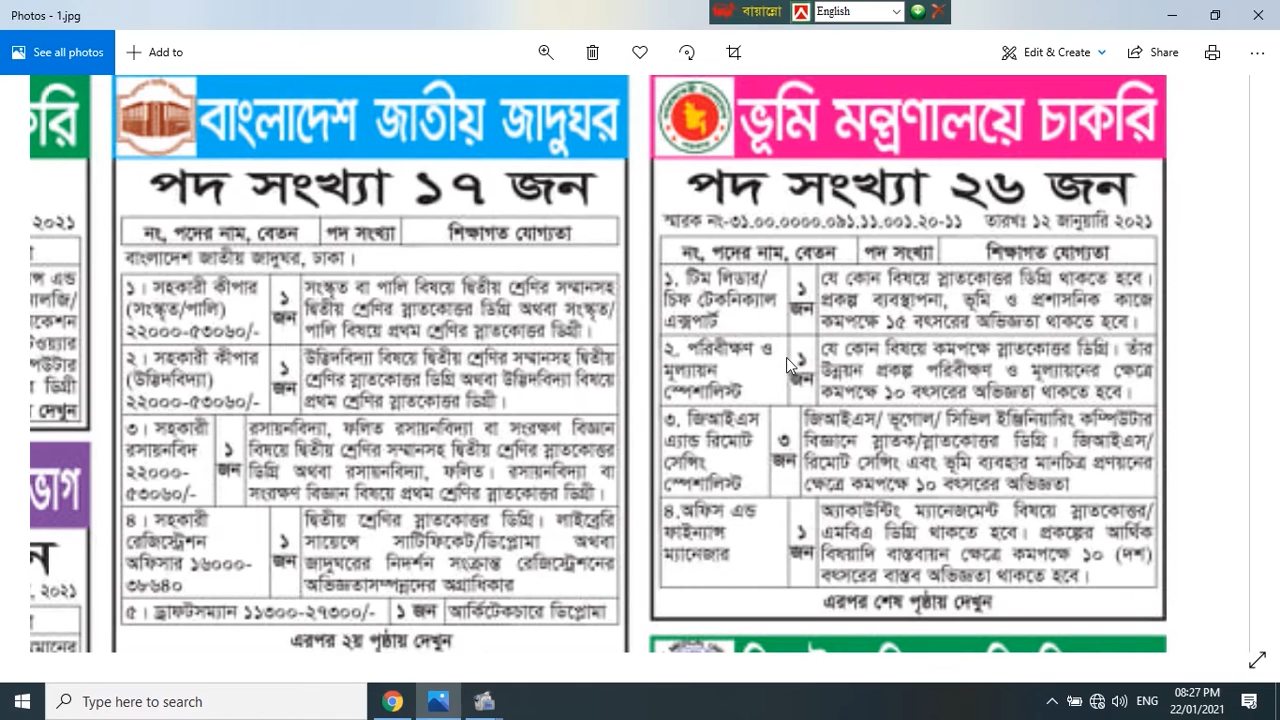 Photos - 1.jpg
বায়ান্নো
English
See all photos
Add to
Edit & Create
Share
করি
২০২১
দেখুন
ভাগ
বাংলাদেশ জাতীয় জাদুঘর
পদ সংখ্যা ১৭ জন
নং, পদের নাম, বেতন পদ সংখ্যা শিক্ষাগত যোগ্যতা
বাংলাদেশ জাতীয় জাদুঘর, ঢাকা।
১। সহকারী কীপার
(সংস্কৃত/পালি)
২২০০০-৫৩০৬০/-
১
জন
সংস্কৃত বা পালি বিষয়ে দ্বিতীয় শ্রেণির সম্মানসহ
দ্বিতীয় শ্রেণির স্নাতকোত্তর ডিগ্রি অথবা সংস্কৃত/
পালি বিষয়ে প্রথম শ্রেণির স্নাতকোত্তর ডিগ্রী।
২। সহকারী কীপার
(উদ্ভিদবিদ্যা)
২২০০০-৫৩০৬০/-
১
জন
উদ্ভিদবিদ্যা বিষয়ে দ্বিতীয় শ্রেণির সম্মানসহ দ্বিতীয়
শ্রেণির স্নাতকোত্তর ডিগ্রি অথবা উদ্ভিদবিদ্যা বিষয়ে
প্রথম শ্রেণির স্নাতকোত্তর ডিগ্রী।
৩। সহকারী
রসায়নবিদ
২২০০০-
৫৩০৬০/-
১
জন
রসায়নবিদ্যা, ফলিত রসায়নবিদ্যা বা সংরক্ষণ বিজ্ঞান
বিষয়ে দ্বিতীয় শ্রেণির সম্মানসহ দ্বিতীয় শ্রেণির স্নাতকোত্তর
ডিগ্রি অথবা রসায়নবিদ্যা, ফলিত। রসায়নবিদ্যা বা
সংরক্ষণ বিজ্ঞান বিষয়ে প্রথম শ্রেণির স্নাতকোত্তর ডিগ্রী।
৪। সহকারী
রেজিস্ট্রেশন
অফিসার ১৬০০০-
৩৮৬৪০
১
জন
দ্বিতীয় শ্রেণির স্নাতকোত্তর ডিগ্রি। লাইব্রেরি
সায়েন্সে সার্টিফিকেট/ডিপ্লোমা অথবা
জাদুঘরের নিদর্শন সংক্রান্ত রেজিস্ট্রেশনের
অভিজ্ঞতাসম্পন্নদের অগ্রাধিকার
৫। ড্রাফটসম্যান ১১৩০০-২৭৩০০/- ১ জন আর্কিটেকচারে ডিপ্লোমা
এরপর ২য় পৃষ্ঠায় দেখুন
ভূমি মন্ত্রণালয়ে চাকরি
পদ সংখ্যা ২৬ জন
স্মারক নং-৩১.০০.০০০০.০৯১.১১.০০১.২০-১১ তারখঃ ১২ জানুয়ারি ২০২১
নং, পদের নাম, বেতন পদ সংখ্যা শিক্ষাগত যোগ্যতা
১. টিম লিডার/
চিফ টেকনিক্যাল
এক্সপার্ট
১
জন
যে কোন বিষয়ে স্নাতকোত্তর ডিগ্রি থাকতে হবে।
প্রকল্প ব্যবস্থাপনা, ভূমি ও প্রশাসনিক কাজে
কমপক্ষে ১৫ বৎসরের অভিজ্ঞতা থাকতে হবে।
২. পরিবীক্ষণ ও
মূল্যায়ন
স্পেশালিস্ট
১
জন
যে কোন বিষয়ে কমপক্ষে স্নাতকোত্তর ডিগ্রি। তাঁর
উন্নয়ন প্রকল্প পরিবীক্ষণ ও মূল্যায়নের ক্ষেত্রে
কমপক্ষে ১০ বৎসরের অভিজ্ঞতা থাকতে হবে।
৩. জিআইএস
এ্যান্ড রিমোট
সেন্সিং
স্পেশালিস্ট
৩
জন
জিআইএস/ ভূগোল/ সিভিল ইঞ্জিনিয়ারিং কম্পিউটার
বিজ্ঞানে স্নাতক/স্নাতকোত্তর ডিগ্রি। জিআইএস/
রিমোট সেন্সিং এবং ভূমি ব্যবহার মানচিত্র প্রণয়নের
ক্ষেত্রে কমপক্ষে ১০ বৎসরের অভিজ্ঞতা
৪.অফিস এন্ড
ফাইন্যান্স
ম্যানেজার
১
জন
অ্যাকাউন্টিং ম্যানেজমেন্ট বিষয়ে স্নাতকোত্তর/
এমবিএ ডিগ্রি থাকতে হবে। প্রকল্পের আর্থিক
বিষয়াদি বাস্তবায়ন ক্ষেত্রে কমপক্ষে ১০ (দশ)
বৎসরের বাস্তব অভিজ্ঞতা থাকতে হবে।
এরপর শেষ পৃষ্ঠায় দেখুন
Type here to search
ENG
08:27 PM
22/01/2021